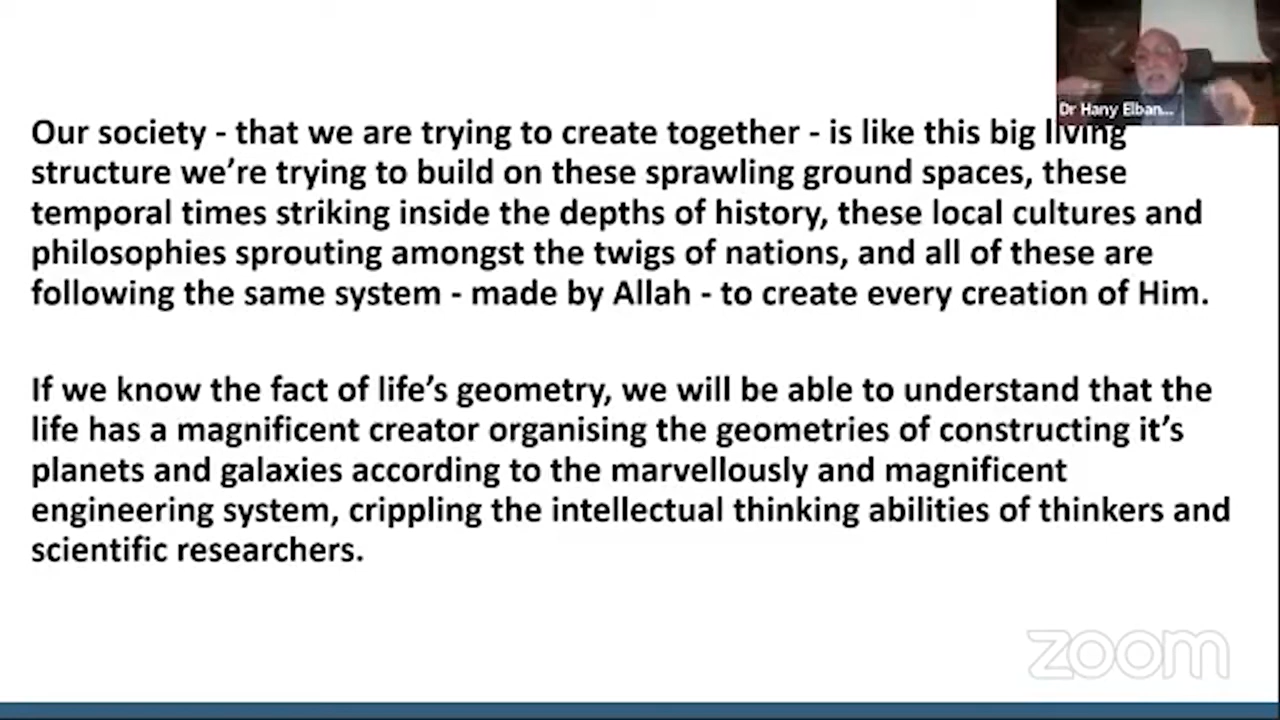 Dr Hany Elban...
Our society - that we are trying to create together - is like this big living
structure we're trying to build on these sprawling ground spaces, these
temporal times striking inside the depths of history, these local cultures and
philosophies sprouting amongst the twigs of nations, and all of these are
following the same system - made by Allah - to create every creation of Him.
If we know the fact of life's geometry, we will be able to understand that the
life has a magnificent creator organising the geometries of constructing it's
planets and galaxies according to the marvellously and magnificent
engineering system, crippling the intellectual thinking abilities of thinkers and
scientific researchers.
zoom